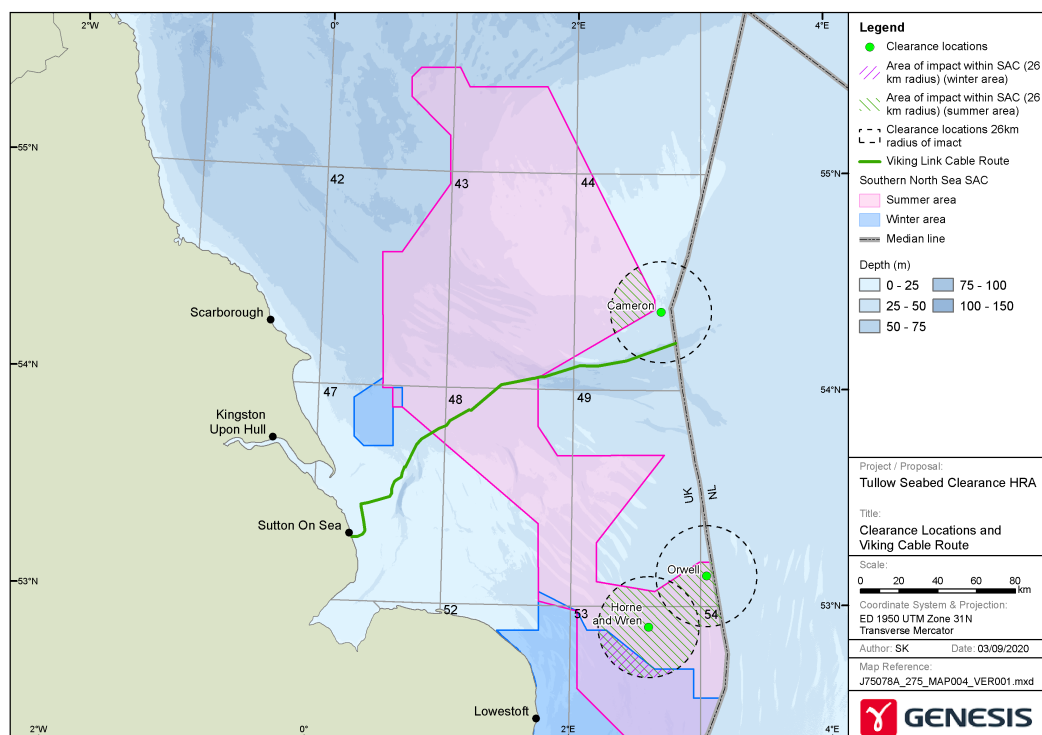 2°W
0°
2°E
4°E
55°N
55°N
42
43
44
Scarborough
Cameron
54°N
54°N
47
48
49
Kingston
Upon Hull
UK
NL
Sutton On Sea
Orwell
53°N
53°N
52
53
54
Horne
and Wren
Lowestoft
2°W
0°
2°E
4°E
Legend
Clearance locations
Area of impact within SAC (26
km radius) (winter area)
Area of impact within SAC (26
km radius) (summer area)
Clearance locations 26km
radius of imact
Viking Link Cable Route
Southern North Sea SAC
Summer area
Winter area
Median line
Depth (m)
0 - 25
75 - 100
25 - 50
100 - 150
50 - 75
Project / Proposal:
Tullow Seabed Clearance HRA
Title:
Clearance Locations and
Viking Cable Route
Scale:
0 10 20 40 60 80
km
Coordinate System & Projection:
ED 1950 UTM Zone 31N
Transverse Mercator
Author: SK Date: 03/09/2020
Map Reference:
J75078A_275_MAP004_VER001.mxd
GENESIS